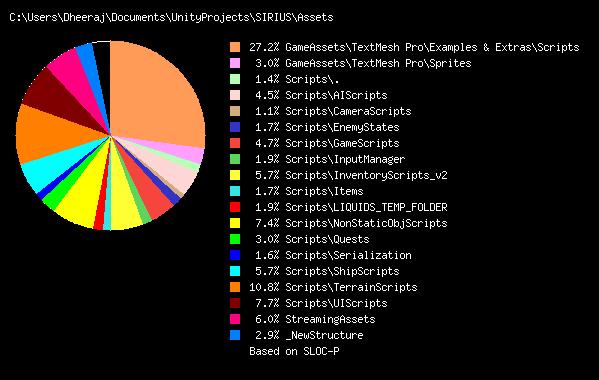 C:\Users\Dheeraj\Documents\UnityProjects\SIRIUS\Assets
27.2% GameAssets\TextMesh Pro\Examples & Extras\Scripts
3.0% GameAssets\TextMesh Pro\Sprites
1.4% Scripts\.
4.5% Scripts\AIScripts
1.1% Scripts\CameraScripts
1.7% Scripts\EnemyStates
4.7% Scripts\GameScripts
1.9% Scripts\InputManager
5.7% Scripts\InventoryScripts_v2
1.7% Scripts\Items
1.9% Scripts\LIQUIDS_TEMP_FOLDER
7.4% Scripts\NonStaticObjScripts
3.0% Scripts\Quests
1.6% Scripts\Serialization
5.7% Scripts\ShipScripts
10.8% Scripts\TerrainScripts
7.7% Scripts\UIScripts
6.0% StreamingAssets
2.9% _NewStructure
Based on SLOC-P